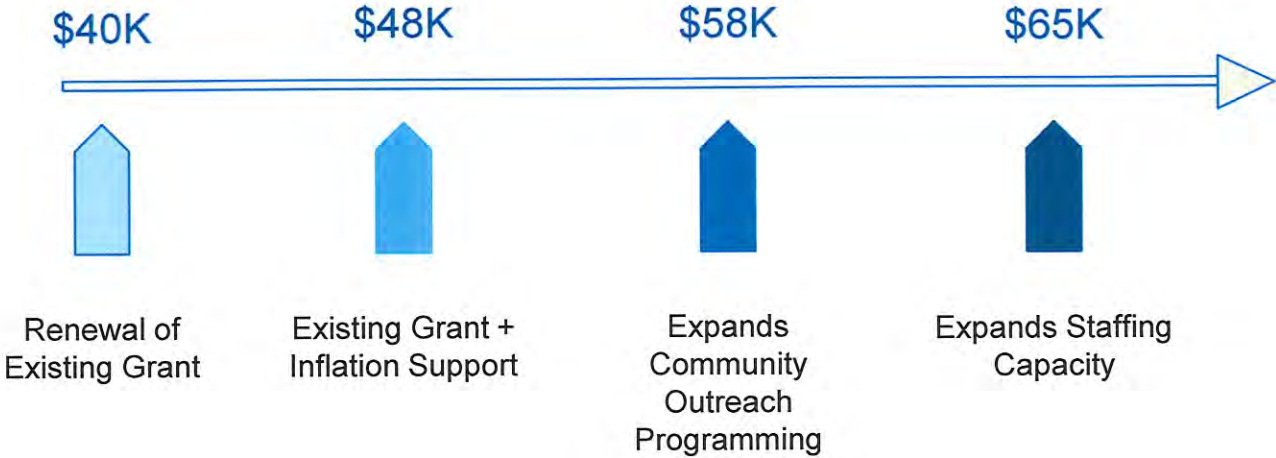 $40K
$48K
$58K
$65K
Renewal of
Existing Grant
Existing Grant +
Inflation Support
Expands
Community
Outreach
Programming
Expands Staffing
Capacity